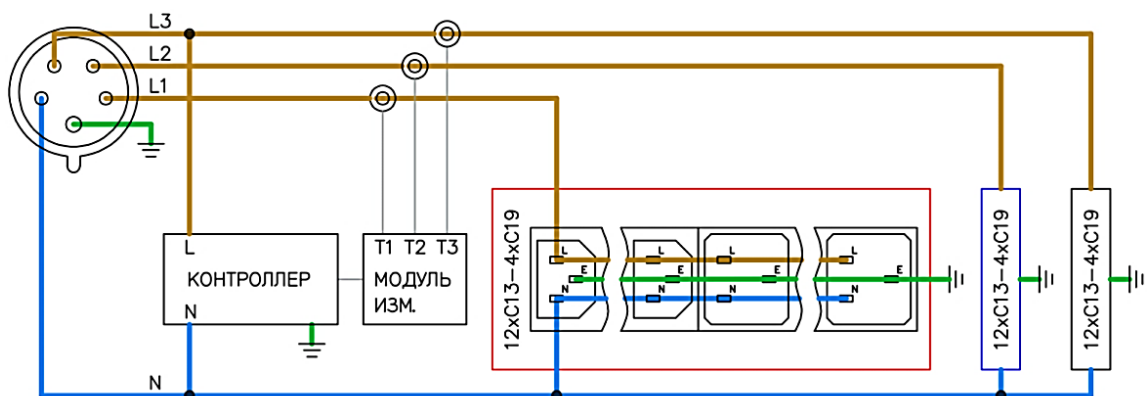 L3
L2
L1
L
КОНТРОЛЛЕР
N
T1 T2 T3
МОДУЛЬ
ИЗМ.
12xC13-4xC19
L L L L
E E E E
N N N N
12xC13-4xC19
12xC13-4xC19
N